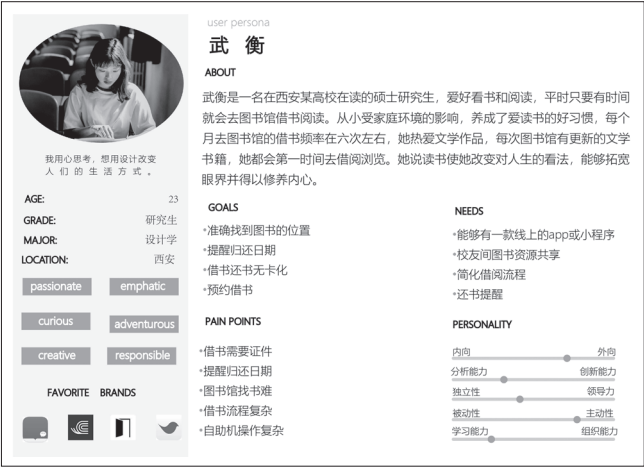 user persona
武 衡
ABOUT
武衡是一名在西安某高校在读的硕士研究生，爱好看书和阅读，平时只要有时间
就会去图书馆借书阅读。从小受家庭环境的影响，养成了爱读书的好习惯，每个
月去图书馆的借书频率在六次左右，她热爱文学作品，每次图书馆有更新的文学
书籍，她都会第一时间去借阅浏览。她说读书使她改变对人生的看法，能够拓宽
眼界并得以修养内心。
我用心思考，想用设计改变
人们的生活方式。
AGE: 23
GRADE: 研究生
MAJOR: 设计学
LOCATION: 西安
passionate emphatic
curious adventurous
creative responsible
FAVORITE BRANDS
GOALS
•准确找到图书的位置
•提醒归还日期
•借书还书无卡化
•预约借书
NEEDS
•能够有一款线上的app或小程序
•校友间图书资源共享
•简化借阅流程
•还书提醒
PAIN POINTS
•借书需要证件
•提醒归还日期
•图书馆找书难
•借书流程复杂
•自助机操作复杂
PERSONALITY
内向 外向
分析能力 创新能力
独立性 领导力
被动性 主动性
学习能力 组织能力